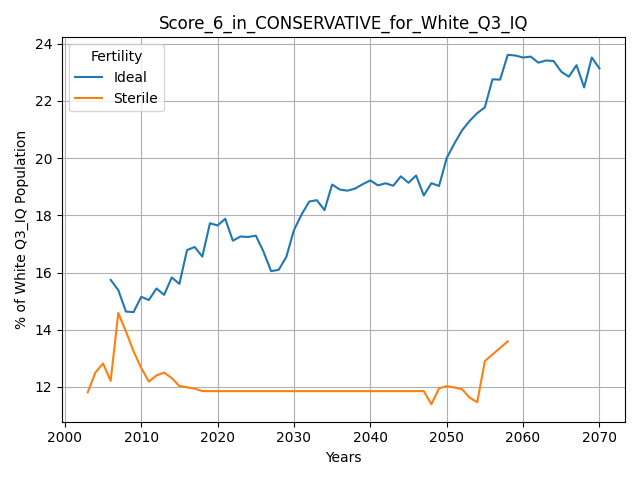 Score_6_in_CONSERVATIVE_for_White_Q3_IQ
Fertility
Ideal
Sterile
% of White Q3_IQ Population
24
22
20
18
16
14
12
2000 2010 2020 2030 2040 2050 2060 2070
Years